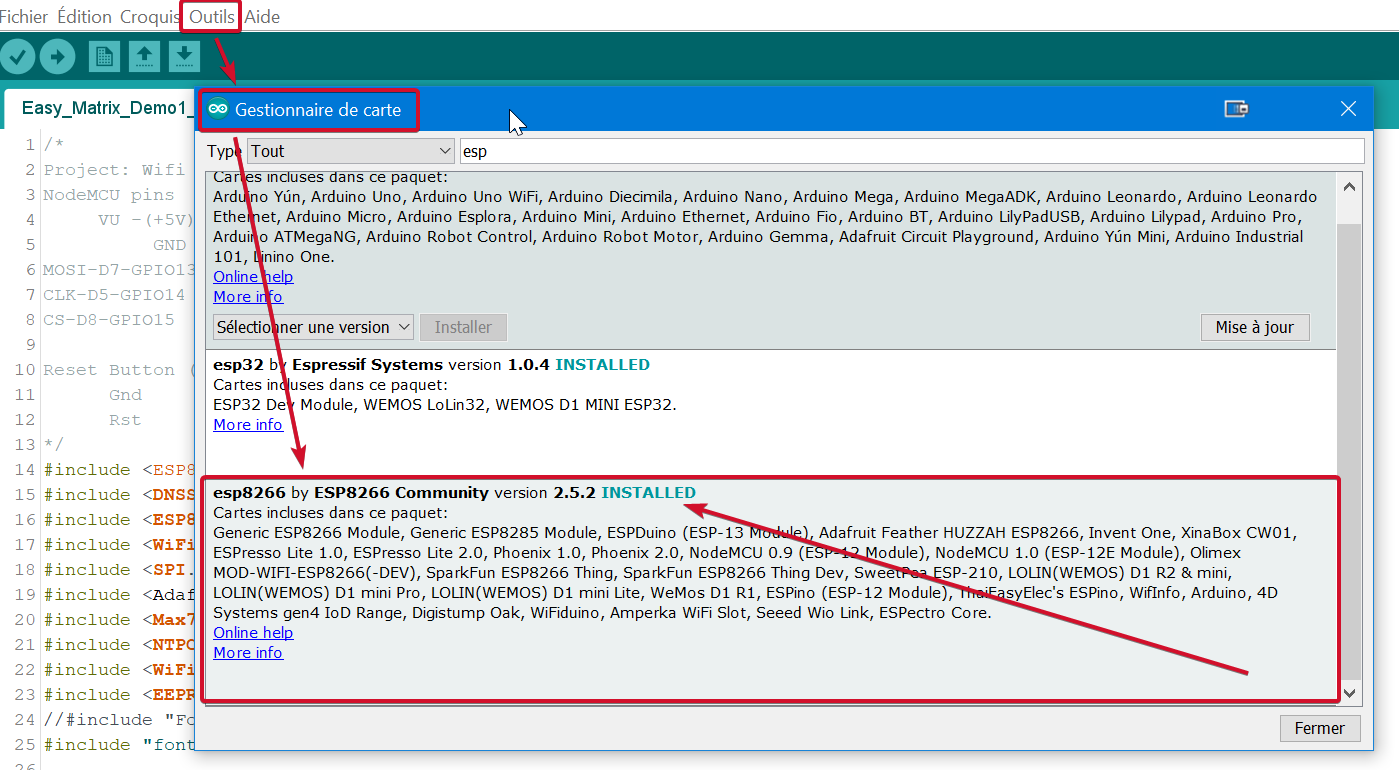 Fichier Édition Croquis Outils Aide
Easy_Matrix_Demo1_
Gestionnaire de carte
Type Tout esp
Cartes incluses dans ce paquet:
Arduino Yún, Arduino Uno, Arduino Uno WiFi, Arduino Diecimila, Arduino Nano, Arduino Mega, Arduino MegaADK, Arduino Leonardo, Arduino Leonardo
Ethernet, Arduino Micro, Arduino Esplora, Arduino Mini, Arduino Ethernet, Arduino Fio, Arduino BT, Arduino LilyPadUSB, Arduino Lilypad, Arduino Pro,
Arduino ATMegaNG, Arduino Robot Control, Arduino Robot Motor, Arduino Gemma, Adafruit Circuit Playground, Arduino Yún Mini, Arduino Industrial
101, Linino One.
Online help
More info
Sélectionner une version Installer Mise à jour
esp32 by Espressif Systems version 1.0.4 INSTALLED
Cartes incluses dans ce paquet:
ESP32 Dev Module, WEMOS LoLin32, WEMOS D1 MINI ESP32.
More info
esp8266 by ESP8266 Community version 2.5.2 INSTALLED
Cartes incluses dans ce paquet:
Generic ESP8266 Module, Generic ESP8285 Module, ESPDuino (ESP-13 Module), Adafruit Feather HUZZAH ESP8266, Invent One, XinaBox CW01,
ESPresso Lite 1.0, ESPresso Lite 2.0, Phoenix 1.0, Phoenix 2.0, NodeMCU 0.9 (ESP-12 Module), NodeMCU 1.0 (ESP-12E Module), Olimex
MOD-WIFI-ESP8266(-DEV), SparkFun ESP8266 Thing, SparkFun ESP8266 Thing Dev, SweetPea ESP-210, LOLIN(WEMOS) D1 R2 & mini,
LOLIN(WEMOS) D1 mini Pro, LOLIN(WEMOS) D1 mini Lite, WeMos D1 R1, ESPino (ESP-12 Module), ThaiEasyElec's ESPino, WifInfo, Arduino, 4D
Systems gen4 IoD Range, Digistump Oak, WiFiduino, Amperka WiFi Slot, Seeed Wio Link, ESPectro Core.
Online help
More info
Fermer
1 /*
2 Project: Wifi
3 NodeMCU pins
4 VU -(+5V)
5 GND
6 MOSI-D7-GPIO13
7 CLK-D5-GPIO14
8 CS-D8-GPIO15
9
10 Reset Button (
11 Gnd
12 Rst
13 */
14 #include <ESP8
15 #include <DNSS
16 #include <ESP8
17 #include <WiFi
18 #include <SPI.
19 #include <Adaf
20 #include <Max7
21 #include <NTPC
22 #include <WiFi
23 #include <EEPR
24 //#include "Fo
25 #include "font
26